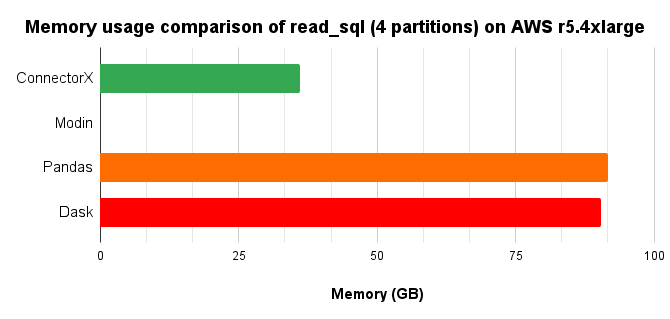 Memory usage comparison of read_sql (4 partitions) on AWS r5.4xlarge
ConnectorX
Modin
Pandas
Dask
0 25 50 75 100
Memory (GB)